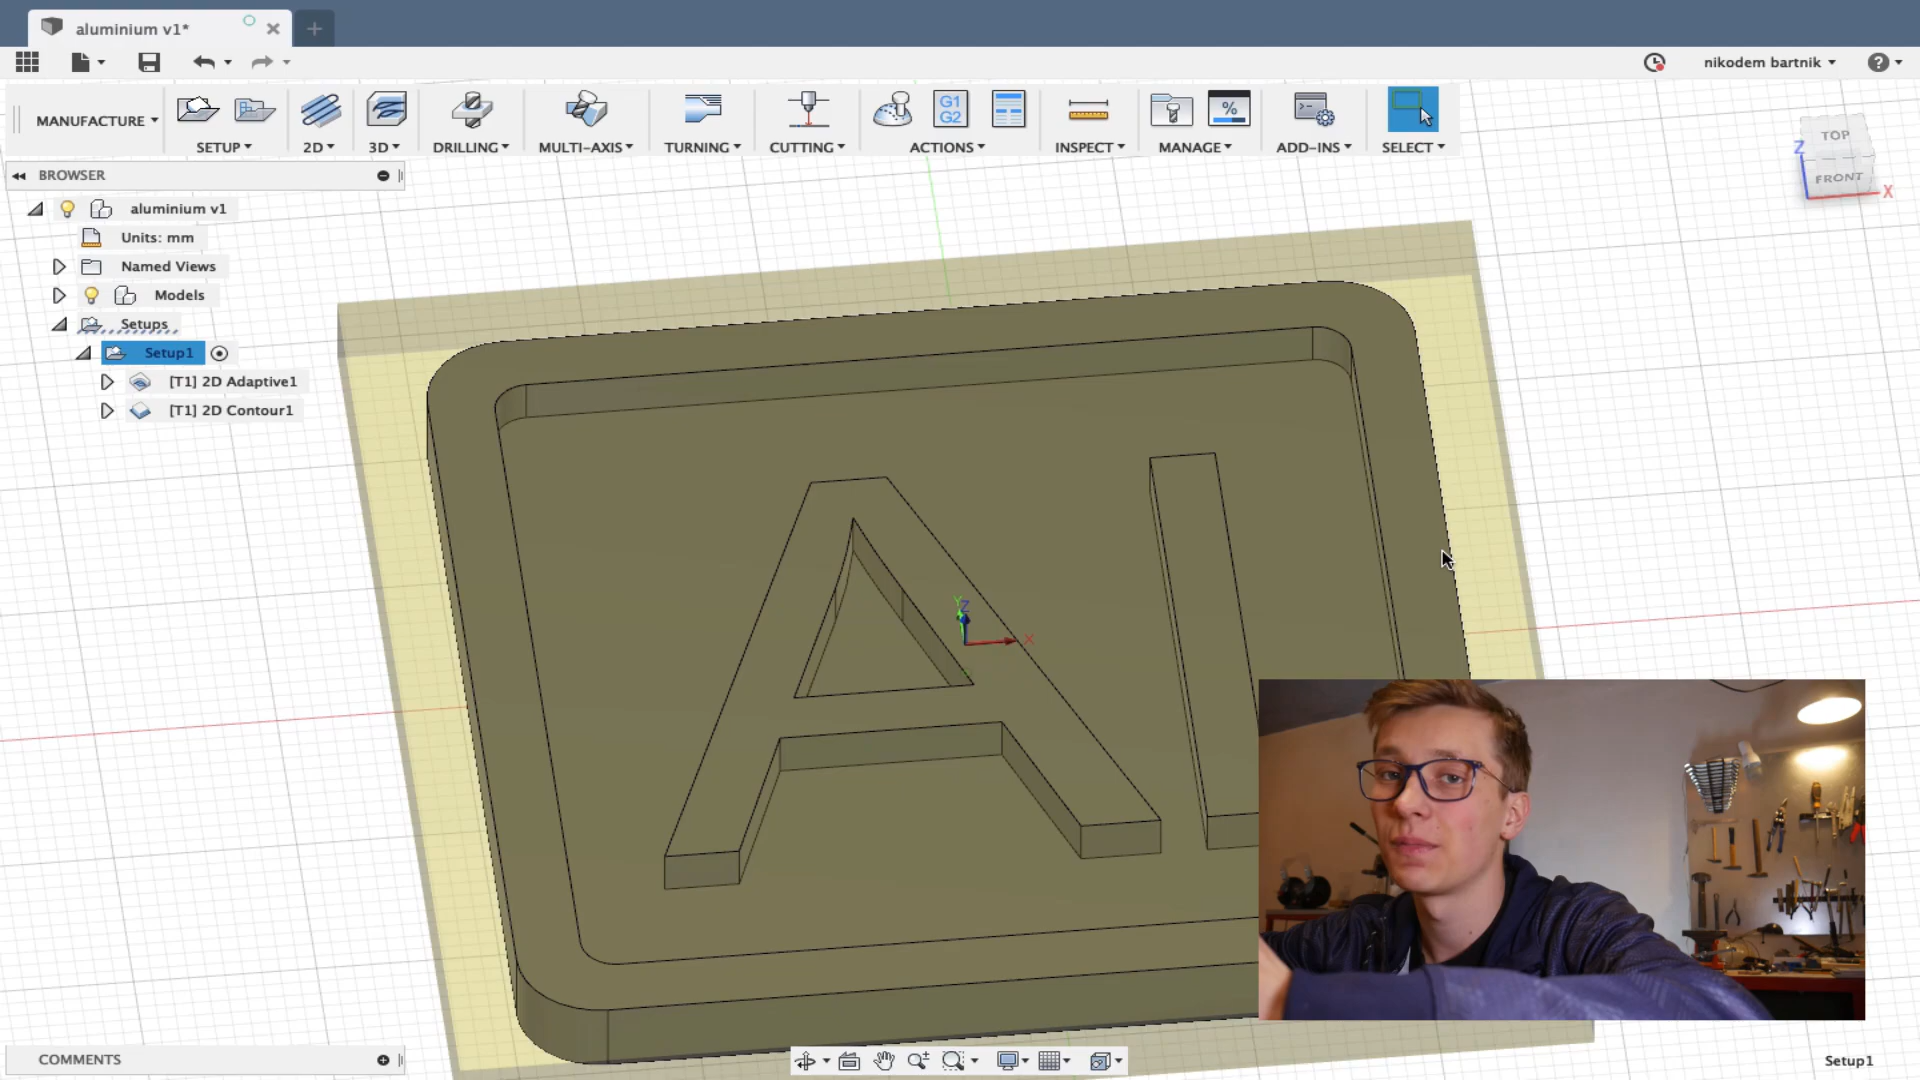 aluminium v1*
nikodem bartnik
MANUFACTURE
G1
G2
%
SETUP
2D
3D
DRILLING
MULTI-AXIS
TURNING
CUTTING
ACTIONS
INSPECT
MANAGE
ADD-INS
SELECT
TOP
FRONT
Z
X
BROWSER
aluminium v1
Units: mm
Named Views
Models
Setups
Setup1
[T1] 2D Adaptive1
[T1] 2D Contour1
Y
Z
X
COMMENTS
Setup1